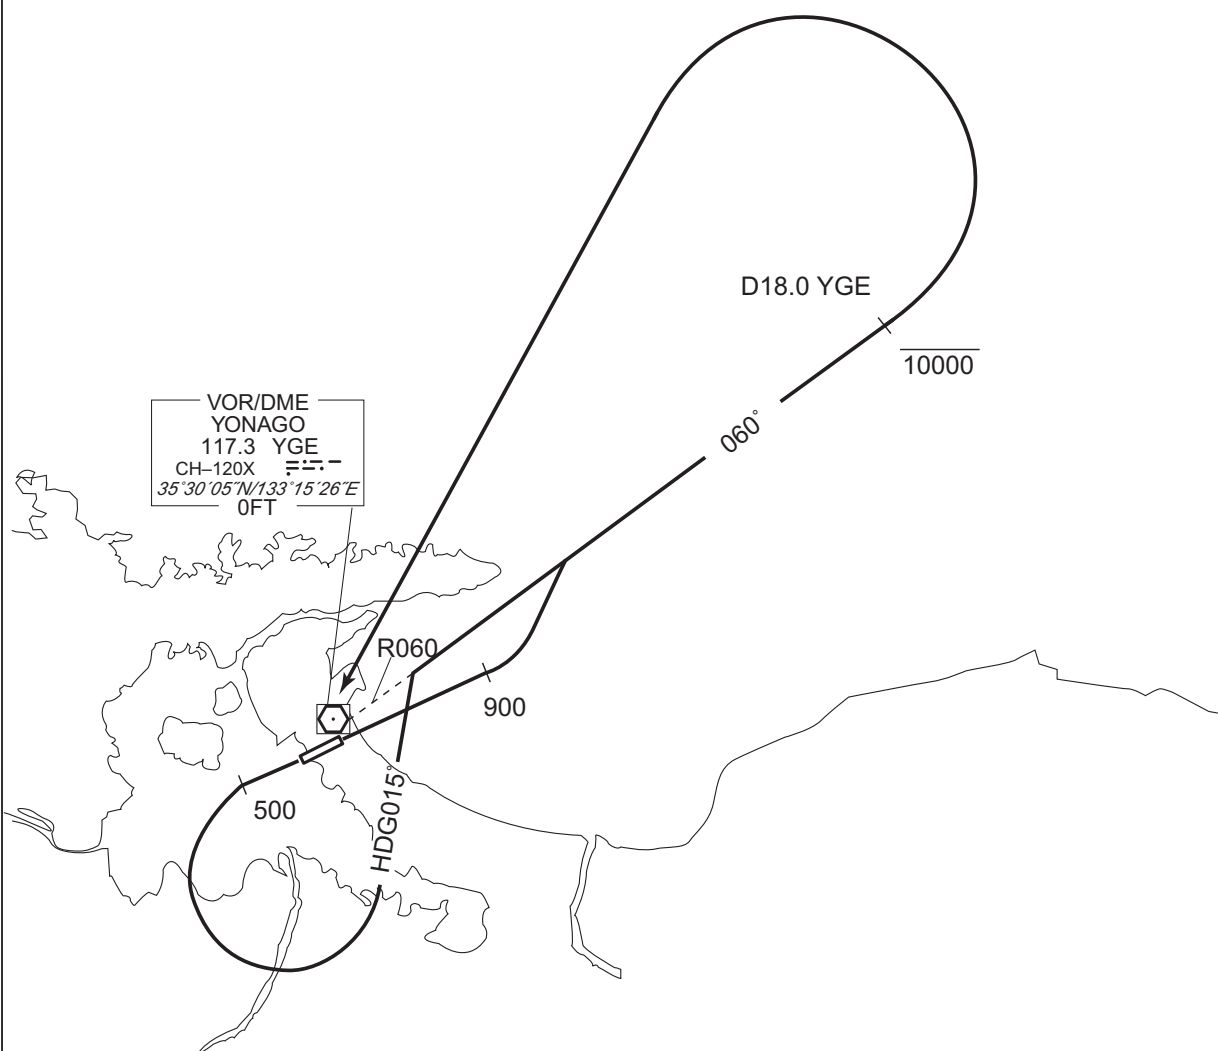 D18.0 YGE
10000
060°
VOR/DME
YONAGO
117.3 YGE
CH–120X
35°30´05˝N/133°15´26˝E
0FT
R060
900
500
HDG015°